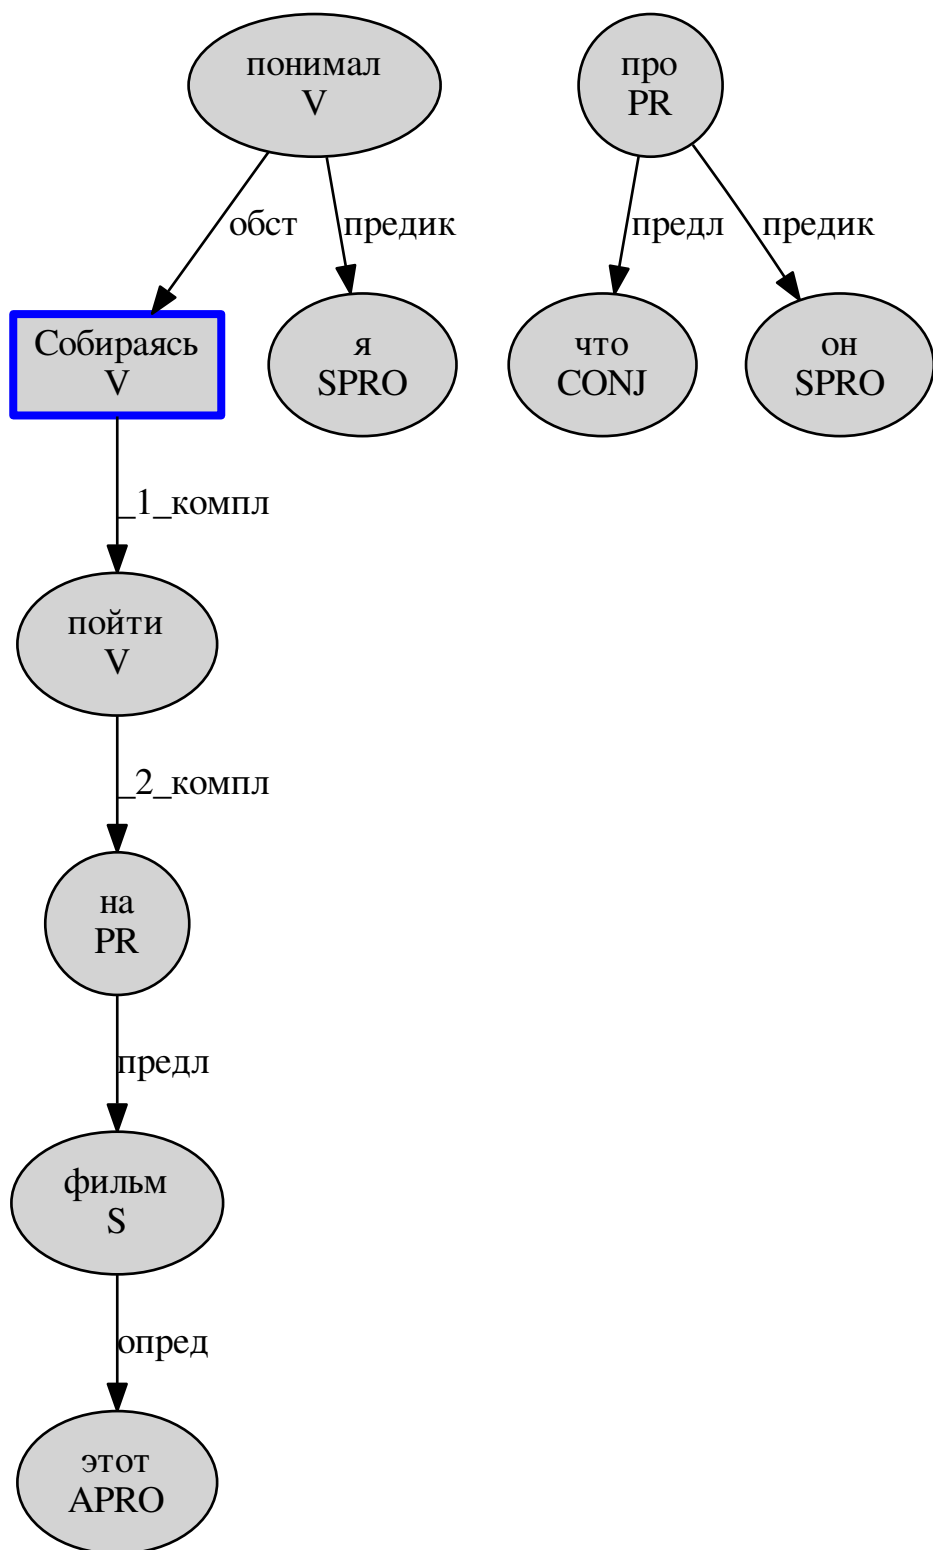 понимал
V
про
PR
обст
предик
предл
предик
Собираясь
V
я
SPRO
что
CONJ
он
SPRO
_1_компл
пойти
V
_2_компл
на
PR
предл
фильм
S
опред
этот
APRO